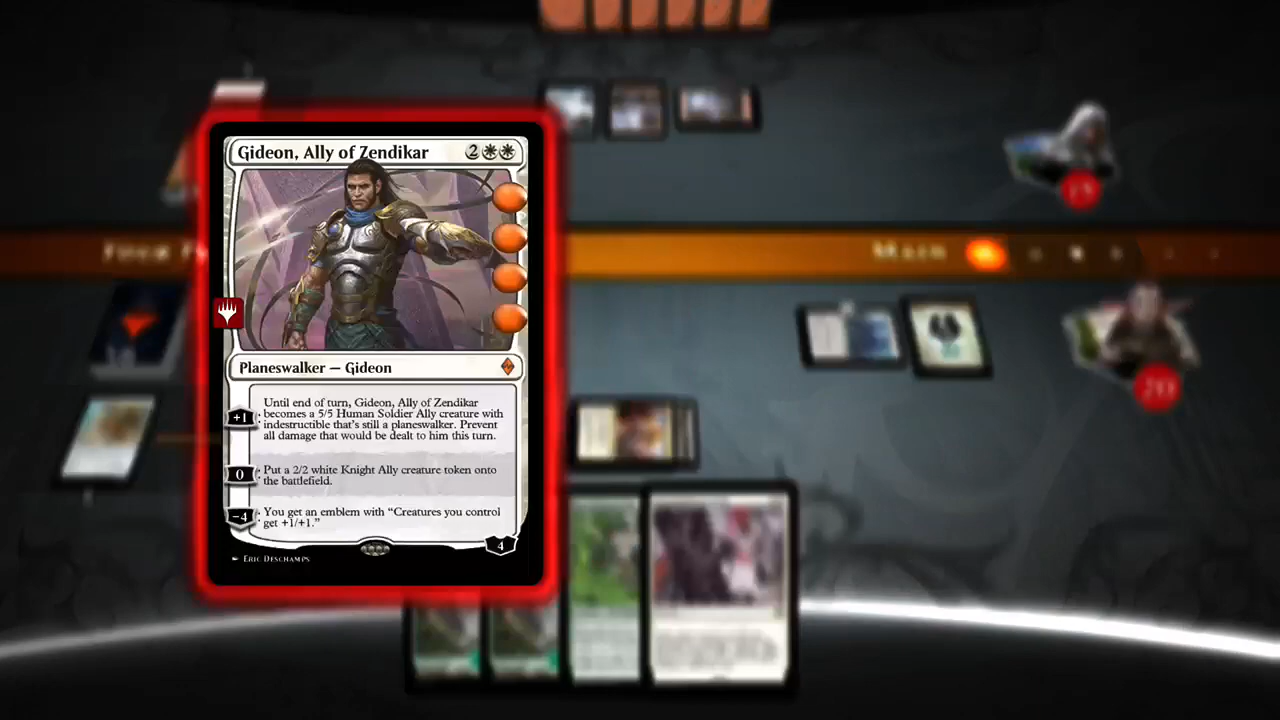 Gideon, Ally of Zendikar 2
Main
Planeswalker — Gideon
+1: Until end of turn, Gideon, Ally of Zendikar
becomes a 5/5 Human Soldier Ally creature with
indestructible that's still a planeswalker. Prevent
all damage that would be dealt to him this turn.
0: Put a 2/2 white Knight Ally creature token onto
the battlefield.
-4: You get an emblem with “Creatures you control
get +1/+1.”
4
Eric Deschamps
20